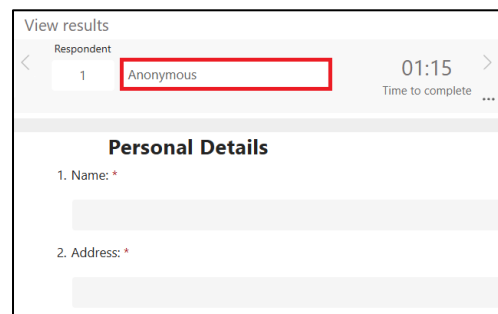 View results
Respondent
1 Anonymous 01:15
Time to complete
...
Personal Details
1. Name: *
2. Address: *